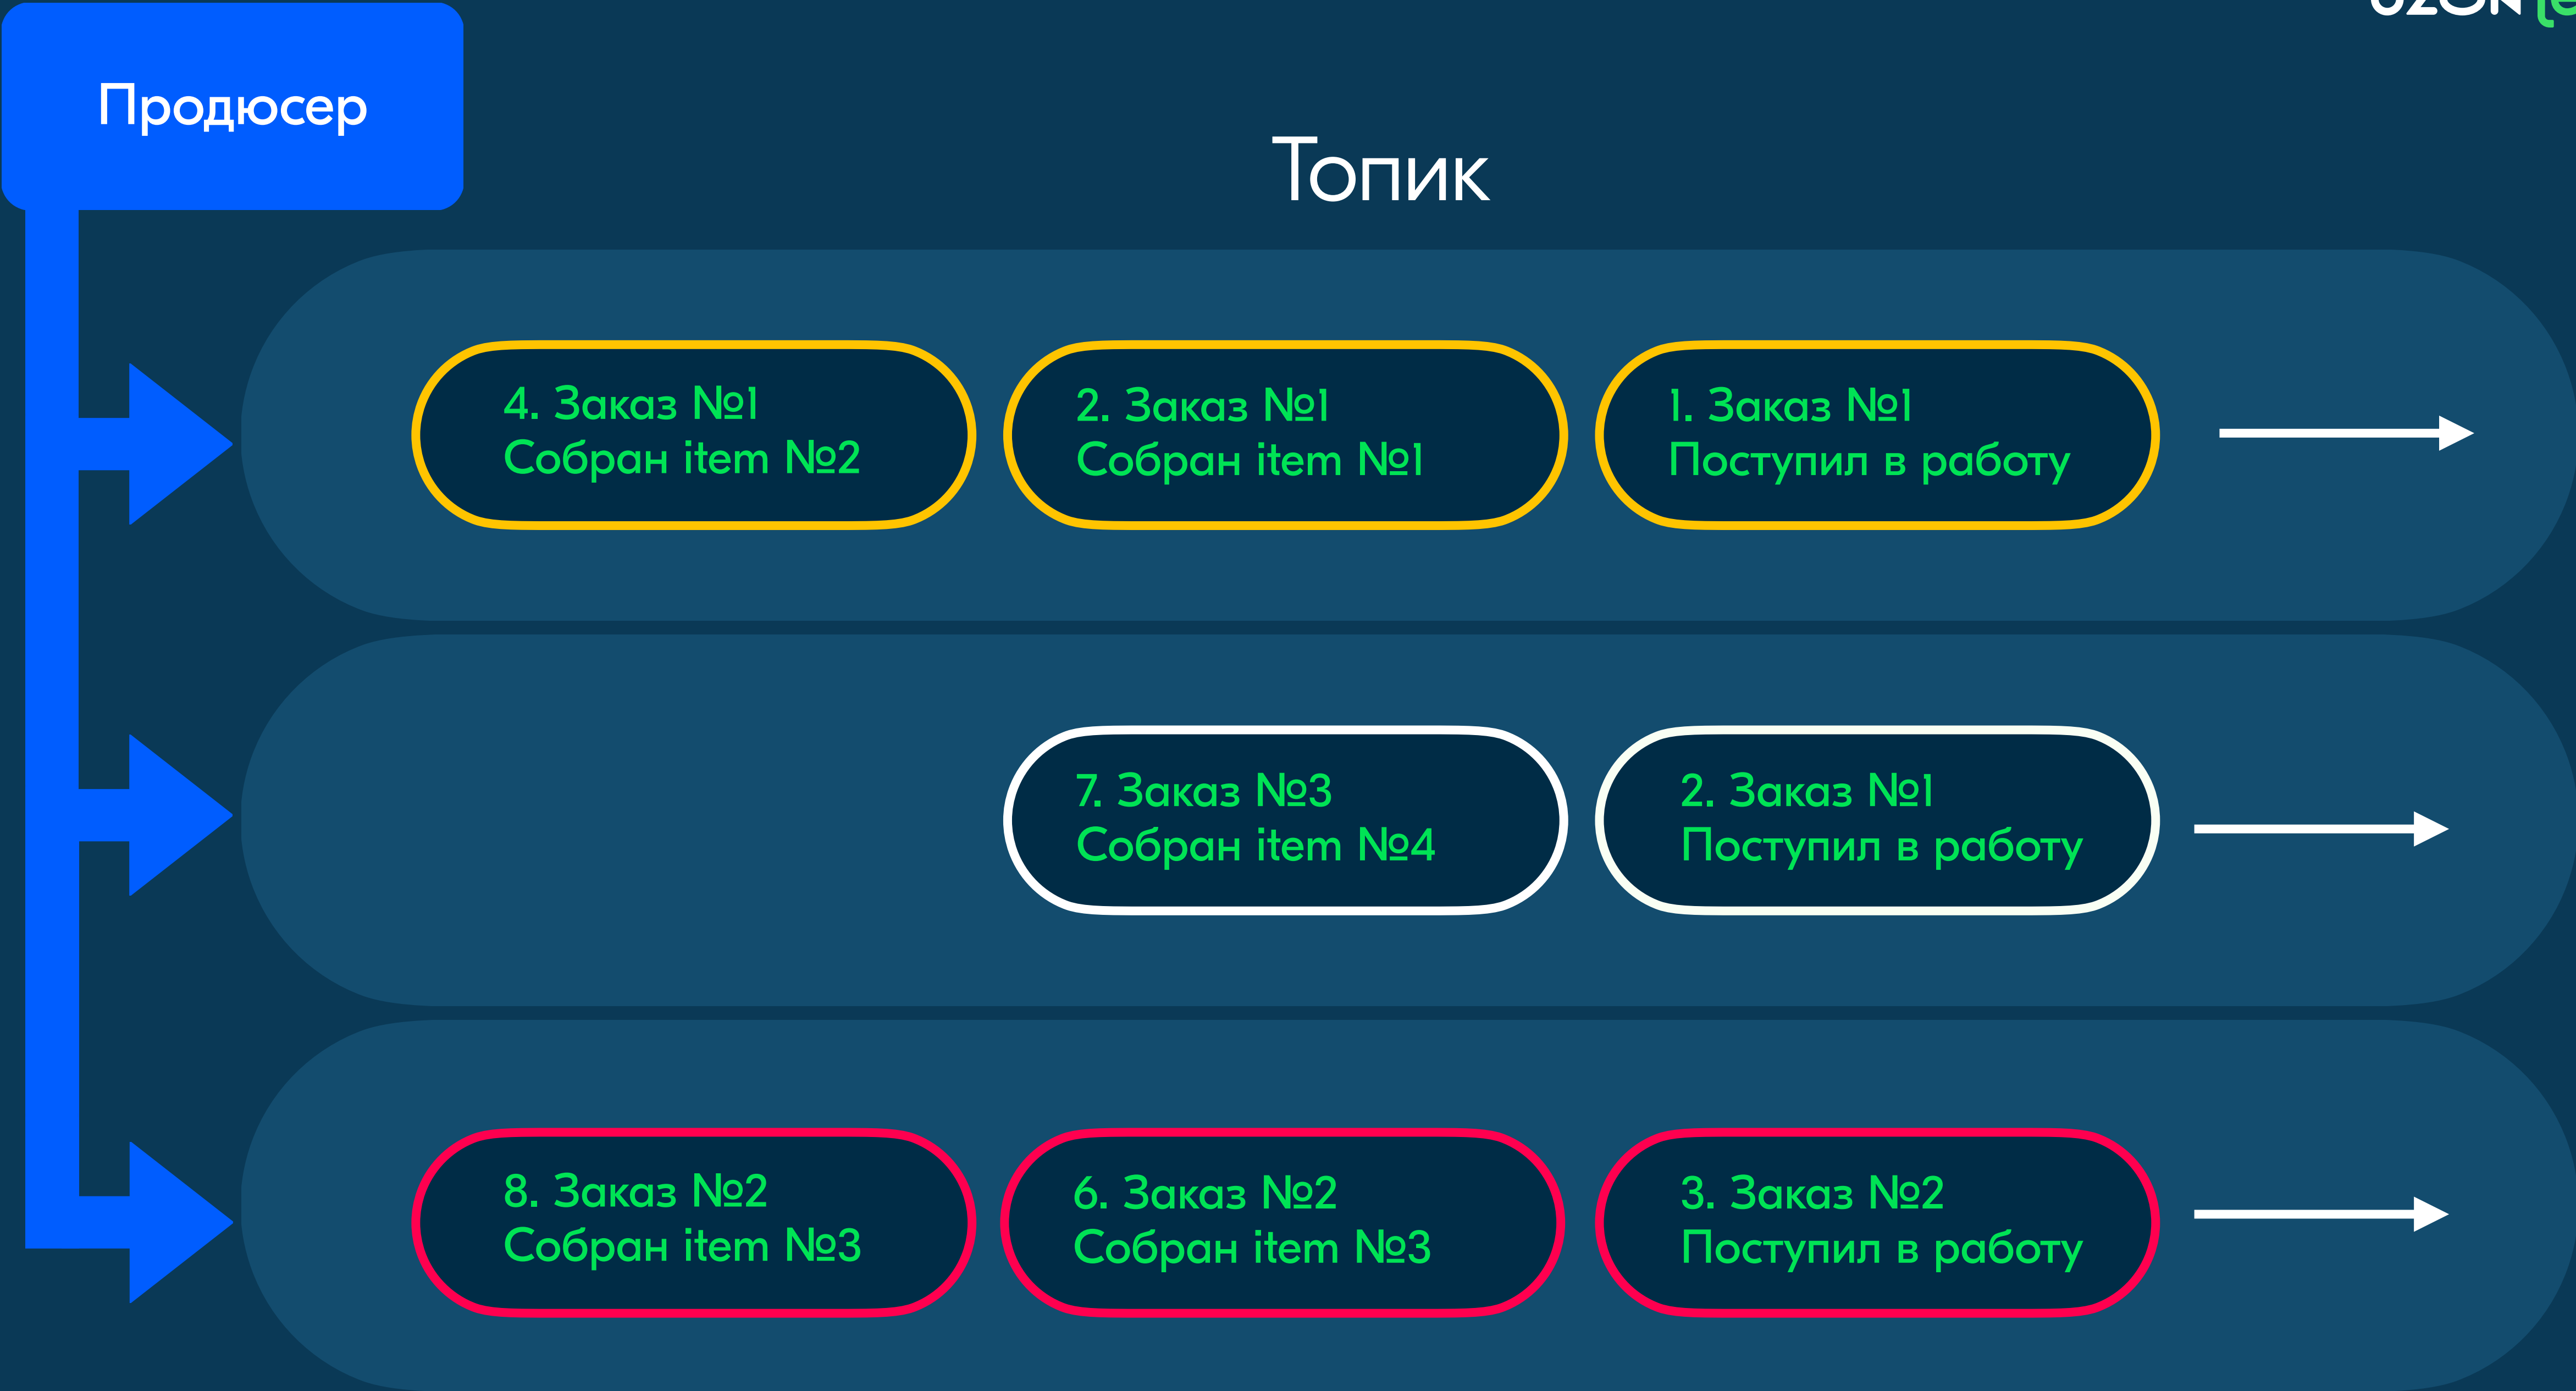 Продюсер
Топик
4. Заказ №1
Собран item №2
2. Заказ №1
Собран item №1
1. Заказ №1
Поступил в работу
7. Заказ №3
Собран item №4
2. Заказ №1
Поступил в работу
8. Заказ №2
Собран item №3
6. Заказ №2
Собран item №3
3. Заказ №2
Поступил в работу